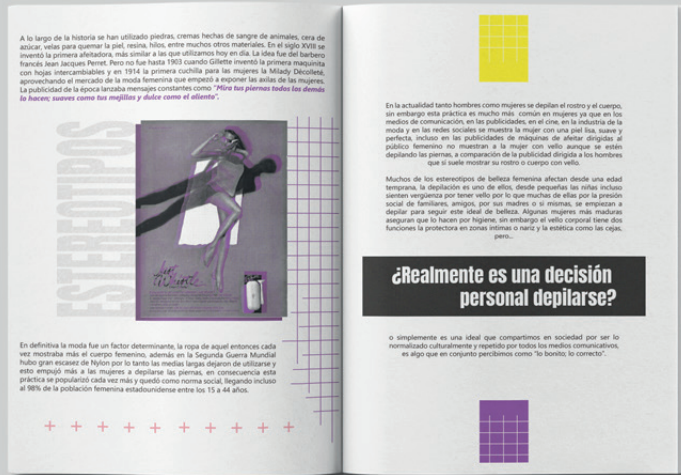 A lo largo de la historia se han utilizado piedras, cremas hechas de sangre de animales, cera de
azúcar, velas para quemar la piel, resina, hilos, entre muchos otros materiales. En el siglo XVIII se
inventó la primera afeitadora, más similar a las que utilizamos hoy en día. La idea fue del barbero
francés Jean Jacques Perret. Pero no fue hasta 1903 cuando Gillette inventó la primera maquinita
con hojas intercambiables y en 1914 la primera cuchilla para las mujeres la Milady Décolleté,
aprovechando el mercado de la moda femenina que empezó a exponer las axilas de las mujeres.
La publicidad de la época lanzaba mensajes constantes como "Mira tus piernas todos los demás
lo hacen; suaves como tus mejillas y dulce como el aliento".
ESTEREOTIPOS
En definitiva la moda fue un factor determinante, la ropa de aquel entonces cada
vez mostraba más el cuerpo femenino, además en la Segunda Guerra Mundial
hubo gran escasez de Nylon por lo tanto las medias largas dejaron de utilizarse y
esto empujó más a las mujeres a depilarse las piernas, en consecuencia esta
práctica se popularizó cada vez más y quedó como norma social, llegando incluso
al 98% de la población femenina estadounidense entre los 15 a 44 años.
En la actualidad tanto hombres como mujeres se depilan el rostro y el cuerpo,
sin embargo esta práctica es mucho más común en mujeres ya que en los
medios de comunicación, en las publicidades, en el cine, en la industria de la
moda y en las redes sociales se muestra la mujer con una piel lisa, suave y
perfecta, incluso en las publicidades de máquinas de afeitar dirigidas al
público femenino no muestran a la mujer con vello aunque se estén
depilando las piernas, a comparación de la publicidad dirigida a los hombres
que si suele mostrar su rostro o cuerpo con vello.
Muchos de los estereotipos de belleza femenina afectan desde una edad
temprana, la depilación es uno de ellos, desde pequeñas las niñas incluso
sienten vergüenza por tener vello por lo que muchas de ellas por la presión
social de familiares, amigos, por sus madres o si mismas, se empiezan a
depilar para seguir este ideal de belleza. Algunas mujeres más maduras
aseguran que lo hacen por higiene, sin embargo el vello corporal tiene dos
funciones la protectora en zonas intimas o nariz y la estética como las cejas,
pero...
¿Realmente es una decisión
personal depilarse?
o simplemente es una ideal que compartimos en sociedad por ser lo
normalizado culturalmente y repetido por todos los medios comunicativos,
es algo que en conjunto percibimos como "lo bonito; lo correcto".